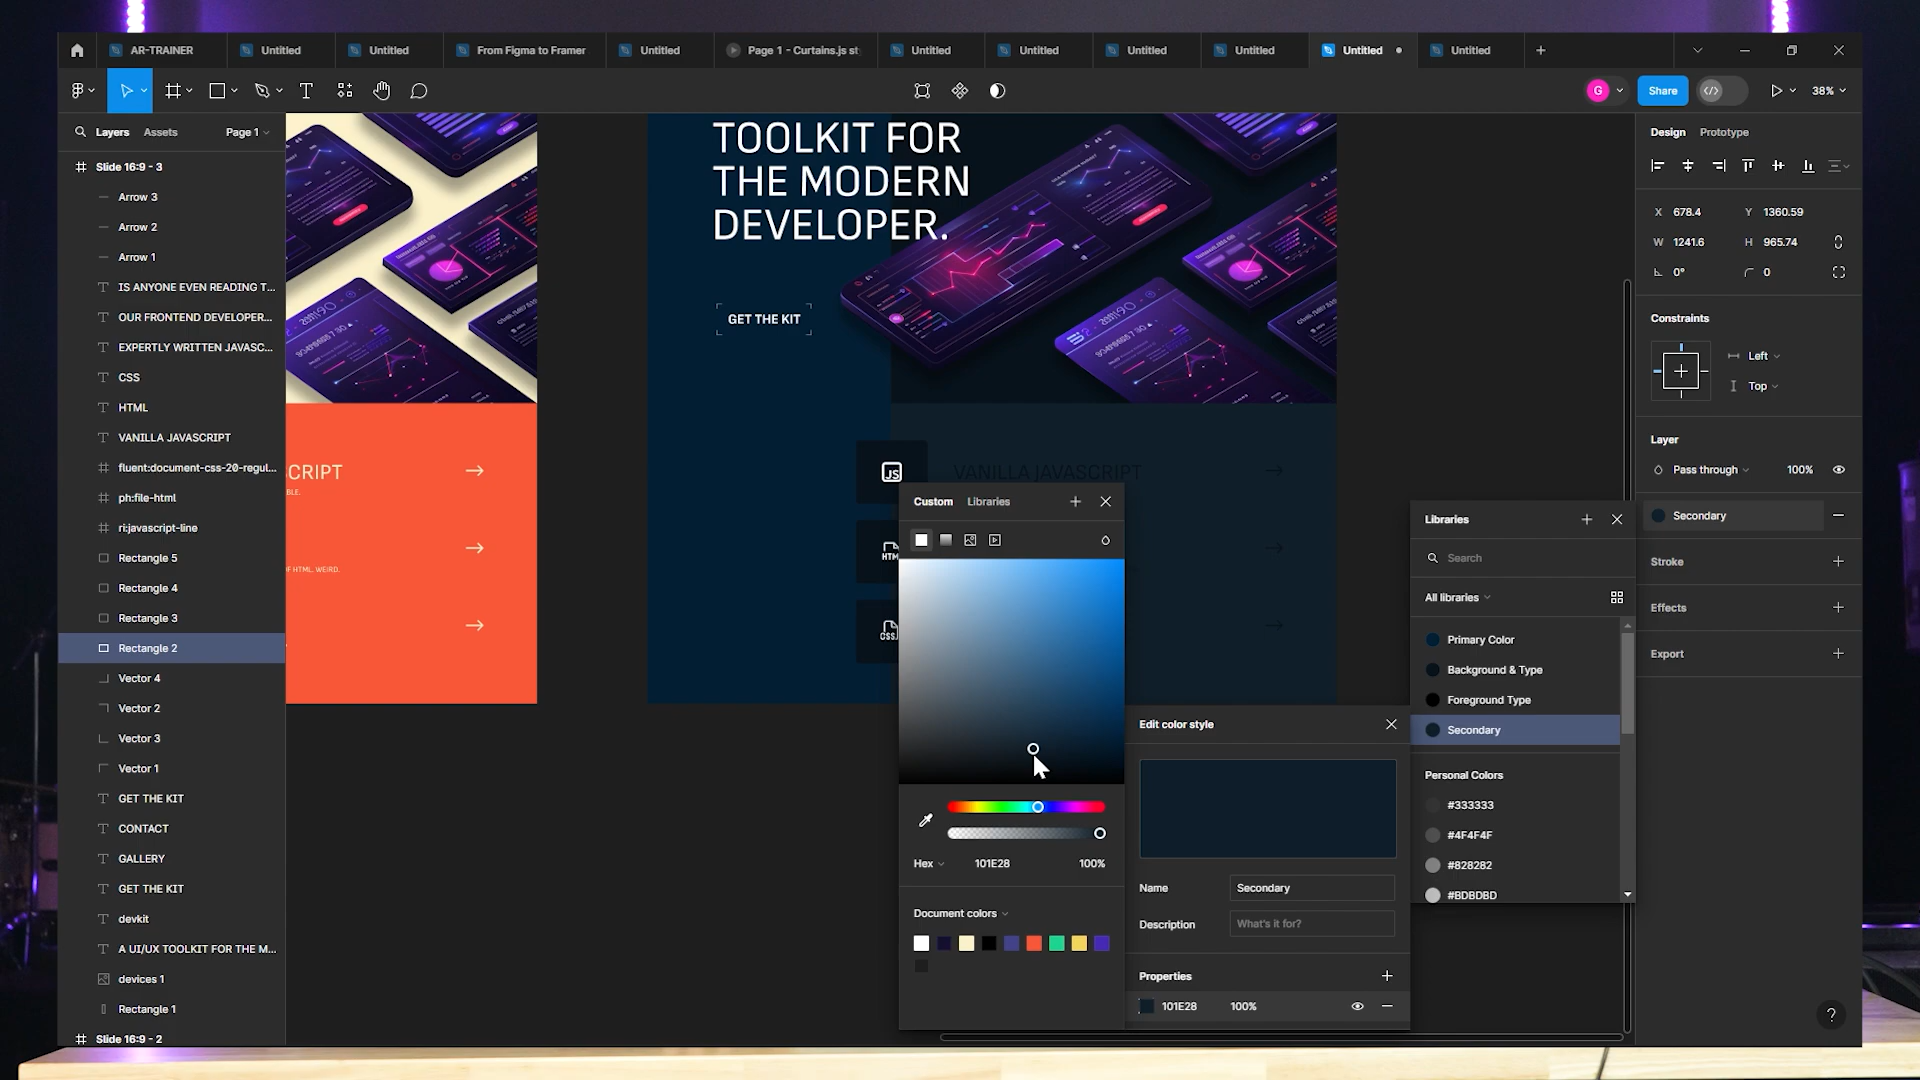 AR-TRAINER
Untitled
Untitled
From Figma to Framer
Untitled
Page 1 - Curtains.js st
Untitled
Untitled
Untitled
Untitled
Untitled
Untitled
G
Share
38%
Layers
Assets
Page 1
Slide 16:9 - 3
Arrow 3
Arrow 2
Arrow 1
IS ANYONE EVEN READING T...
OUR FRONTEND DEVELOPER...
EXPERTLY WRITTEN JAVASC...
CSS
HTML
VANILLA JAVASCRIPT
fluent:document-css-20-regul...
ph:file-html
ri:javascript-line
Rectangle 5
Rectangle 4
Rectangle 3
Rectangle 2
Vector 4
Vector 2
Vector 3
Vector 1
GET THE KIT
CONTACT
GALLERY
GET THE KIT
devkit
A UI/UX TOOLKIT FOR THE M...
devices 1
Rectangle 1
Slide 16:9 - 2
SCRIPT
BLE.
OF HTML. WEIRD.
TOOLKIT FOR
THE MODERN
DEVELOPER.
GET THE KIT
JS
VANILLA JAVASCRIPT
HTM
CSS
Custom
Libraries
Hex
101E28
100%
Document colors
Edit color style
Name
Secondary
Description
What's it for?
Properties
101E28
100%
Libraries
Search
All libraries
Primary Color
Background & Type
Foreground Type
Secondary
Personal Colors
#333333
#4F4F4F
#828282
#BDBDBD
Design
Prototype
X 678.4
Y 1360.59
W 1241.6
H 965.74
0°
0
Constraints
Left
Top
Layer
Pass through
100%
Secondary
Stroke
Effects
Export
?